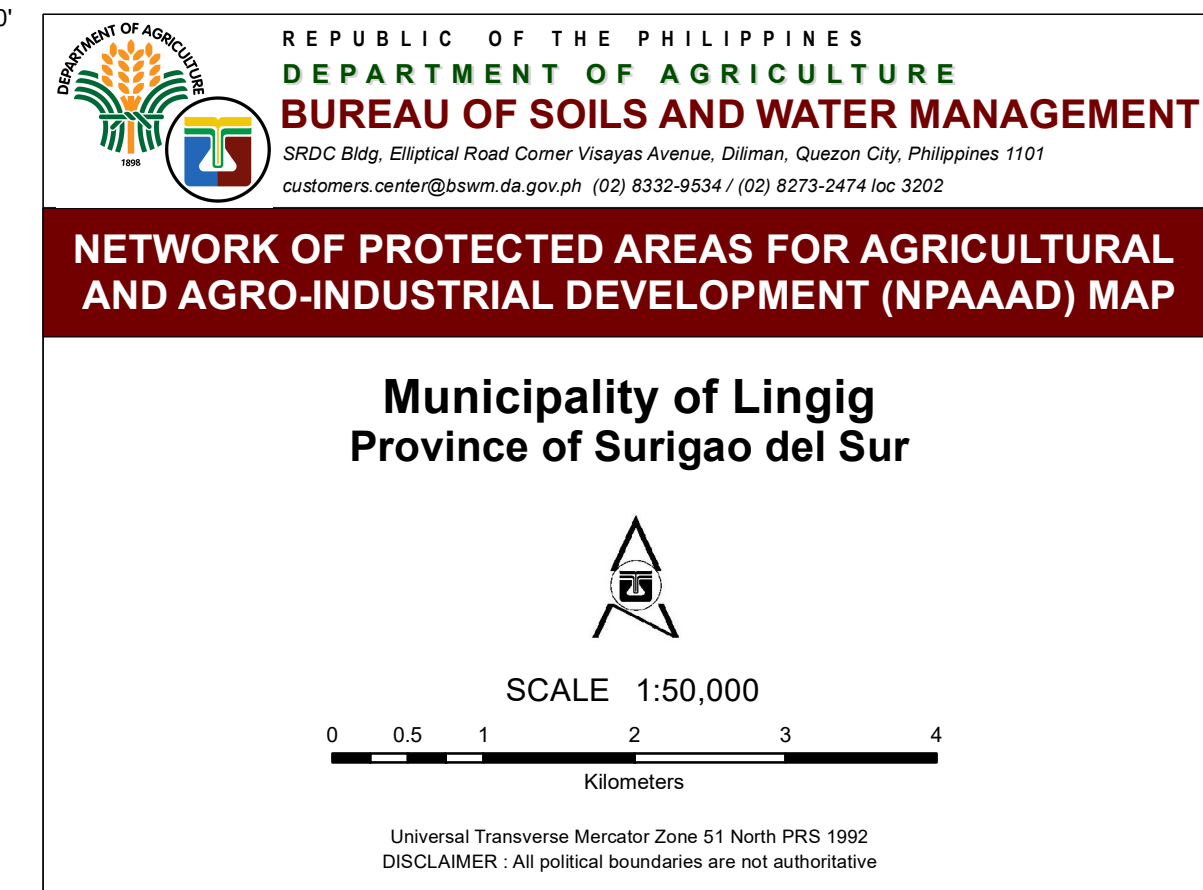 0'
DEPARTMENT OF AGRICULTURE
1898
REPUBLIC OF THE PHILIPPINES
DEPARTMENT OF AGRICULTURE
BUREAU OF SOILS AND WATER MANAGEMENT
SRDC Bldg, Elliptical Road Corner Visayas Avenue, Diliman, Quezon City, Philippines 1101
customers.center@bswm.da.gov.ph (02) 8332-9534 / (02) 8273-2474 loc 3202
NETWORK OF PROTECTED AREAS FOR AGRICULTURAL
AND AGRO-INDUSTRIAL DEVELOPMENT (NPAAAD) MAP
Municipality of Lingig
Province of Surigao del Sur
SCALE 1:50,000
0 0.5 1 2 3 4
Kilometers
Universal Transverse Mercator Zone 51 North PRS 1992
DISCLAIMER : All political boundaries are not authoritative